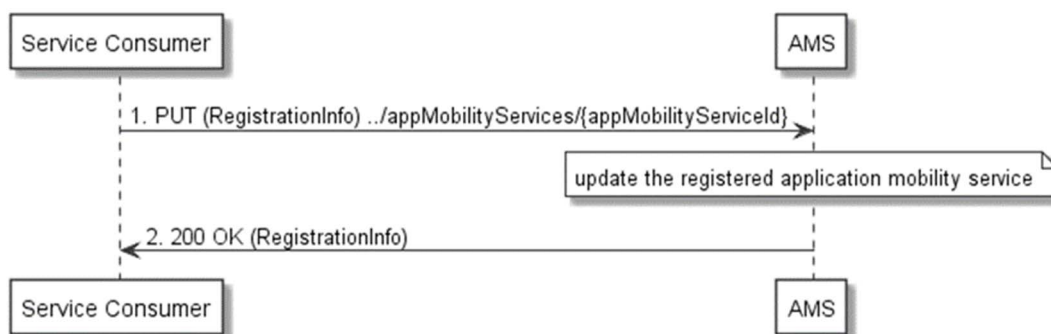 Service Consumer
AMS
1. PUT (RegistrationInfo) ../appMobilityServices/{appMobilityServiceId}
update the registered application mobility service
2. 200 OK (RegistrationInfo)
Service Consumer
AMS